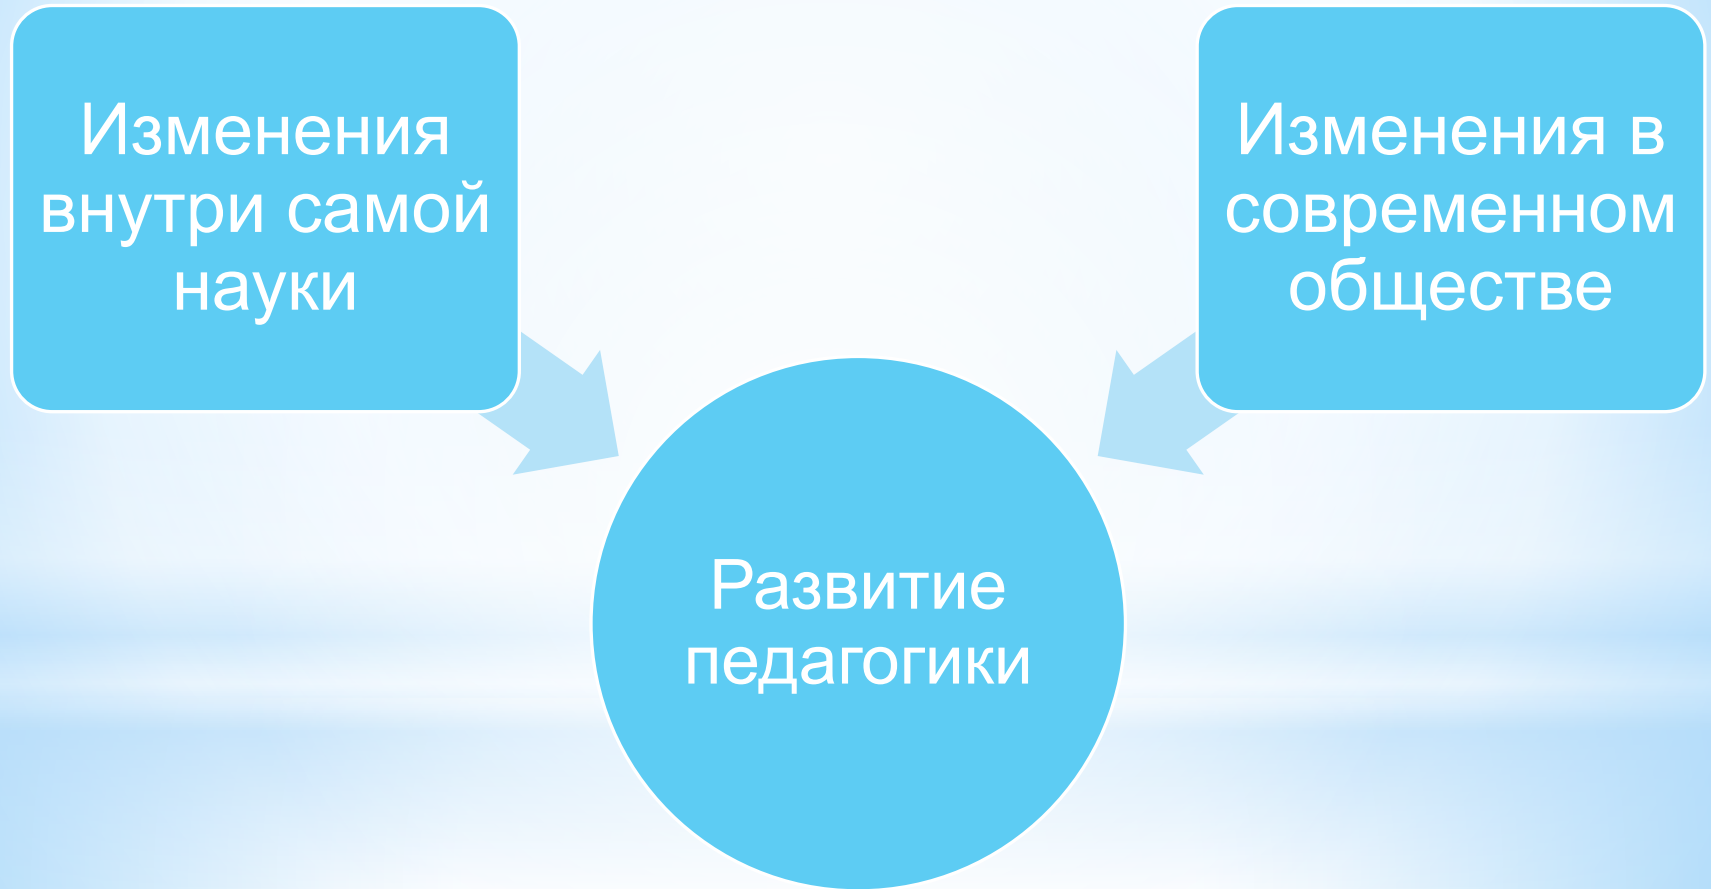 Изменения
внутри самой
науки
Изменения в
современном
обществе
Развитие
педагогики